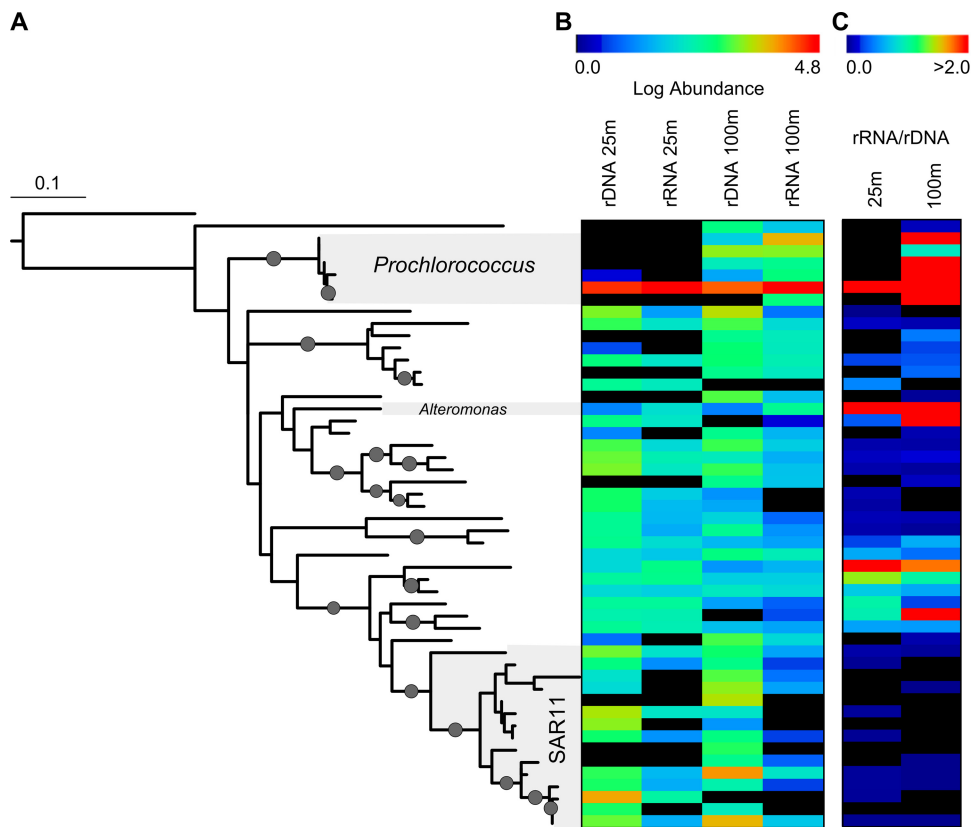 A
B
C
0.0
4.8
0.0
>2.0
Log Abundance
rDNA 25m
rRNA 25m
rDNA 100m
rRNA 100m
rRNA/rDNA
25m
100m
0.1
Prochlorococcus
Alteromonas
SAR11